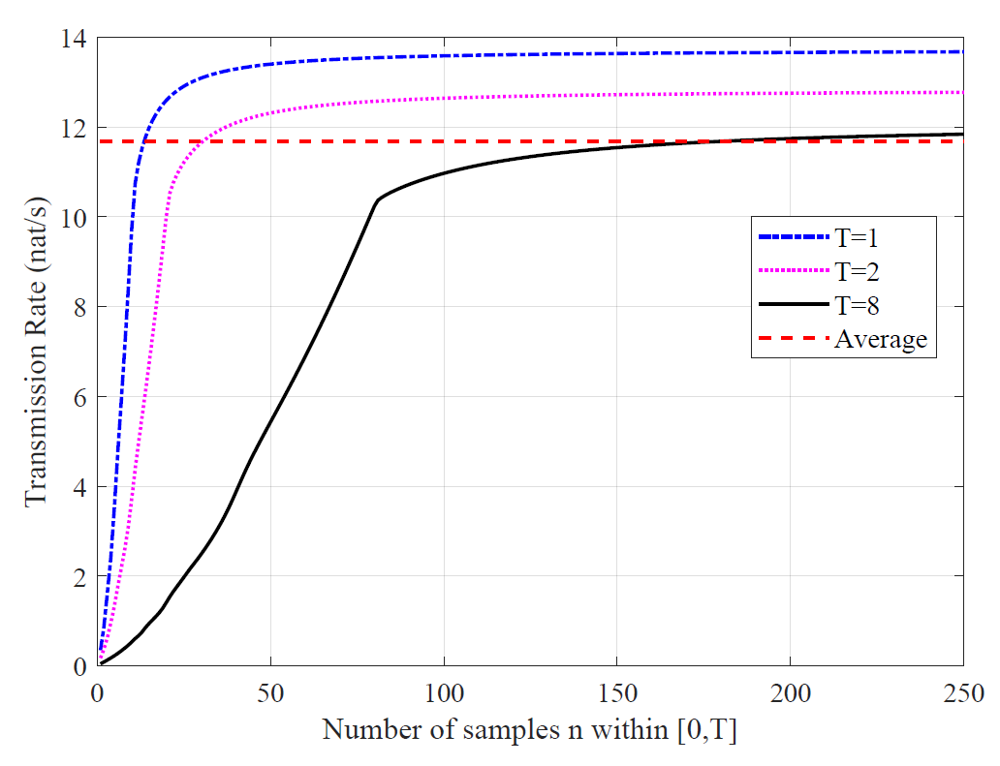 14
12
10
8
6
4
2
0
Transmission Rate (nat/s)
T=1
T=2
T=8
Average
0 50 100 150 200 250
Number of samples n within [0,T]